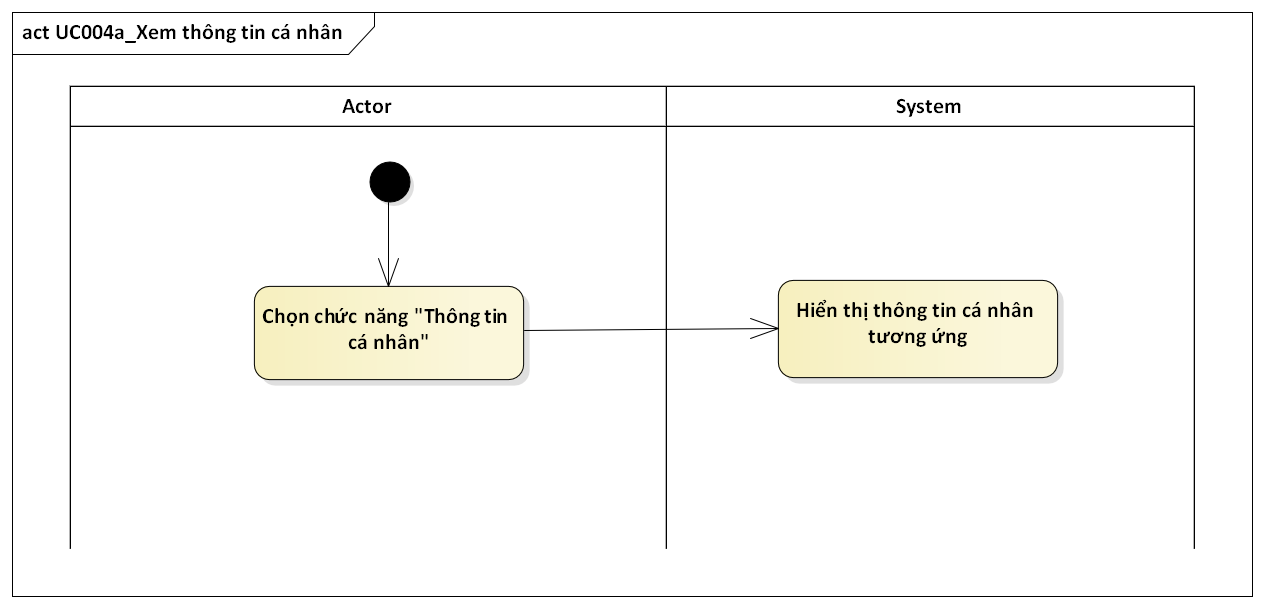 act UC004a_Xem thông tin cá nhân
Actor
System
Chọn chức năng "Thông tin
cá nhân"
Hiển thị thông tin cá nhân
tương ứng